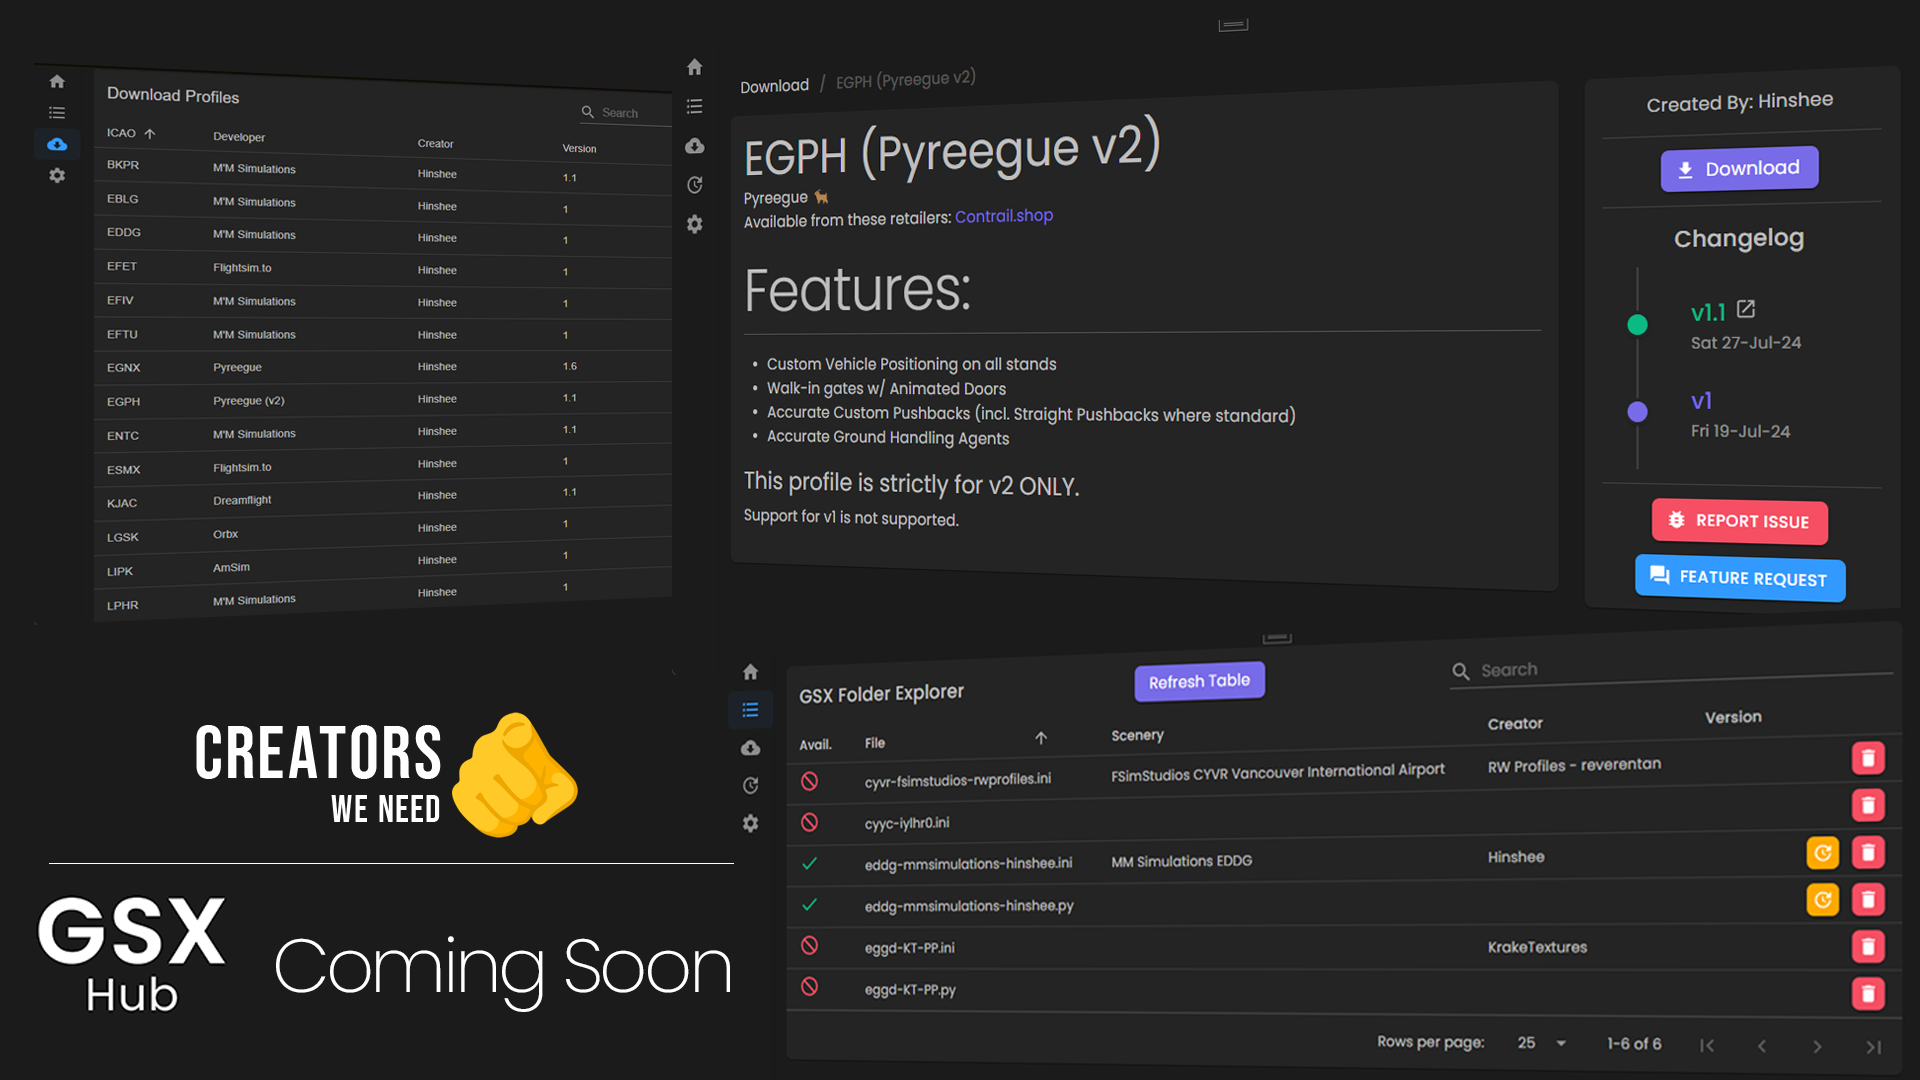 Download Profiles
Search
ICAO Developer Creator Version
BKPR M'M Simulations Hinshee 1.1
EBLG M'M Simulations Hinshee 1
EDDG M'M Simulations Hinshee 1
EFET Flightsim.to Hinshee 1
EFIV M'M Simulations Hinshee 1
EFTU M'M Simulations Hinshee 1
EGNX Pyreegue Hinshee 1.6
EGPH Pyreegue (v2) Hinshee 1.1
ENTC M'M Simulations Hinshee 1.1
ESMX Flightsim.to Hinshee 1
KJAC Dreamflight Hinshee 1.1
LGSK Orbx Hinshee 1
LIPK AmSim Hinshee 1
LPHR M'M Simulations Hinshee 1
Download / EGPH (Pyreegue v2)
EGPH (Pyreegue v2)
Pyreegue
Available from these retailers: Contrail.shop
Features:
• Custom Vehicle Positioning on all stands
• Walk-in gates w/ Animated Doors
• Accurate Custom Pushbacks (incl. Straight Pushbacks where standard)
• Accurate Ground Handling Agents
This profile is strictly for v2 ONLY.
Support for v1 is not supported.
Created By: Hinshee
Download
Changelog
v1.1
Sat 27-Jul-24
v1
Fri 19-Jul-24
REPORT ISSUE
FEATURE REQUEST
CREATORS
WE NEED
GSX
Hub
Coming Soon
GSX Folder Explorer
Refresh Table
Search
Avail. File Scenery Creator Version
cyvr-fsimstudios-rwprofiles.ini FSimStudios CYVR Vancouver International Airport RW Profiles - reverentan
cyyc-iylhr0.ini
eddg-mmsimulations-hinshee.ini MM Simulations EDDG Hinshee
eddg-mmsimulations-hinshee.py
eggd-KT-PP.ini KrakeTextures
eggd-KT-PP.py
Rows per page: 25 1-6 of 6